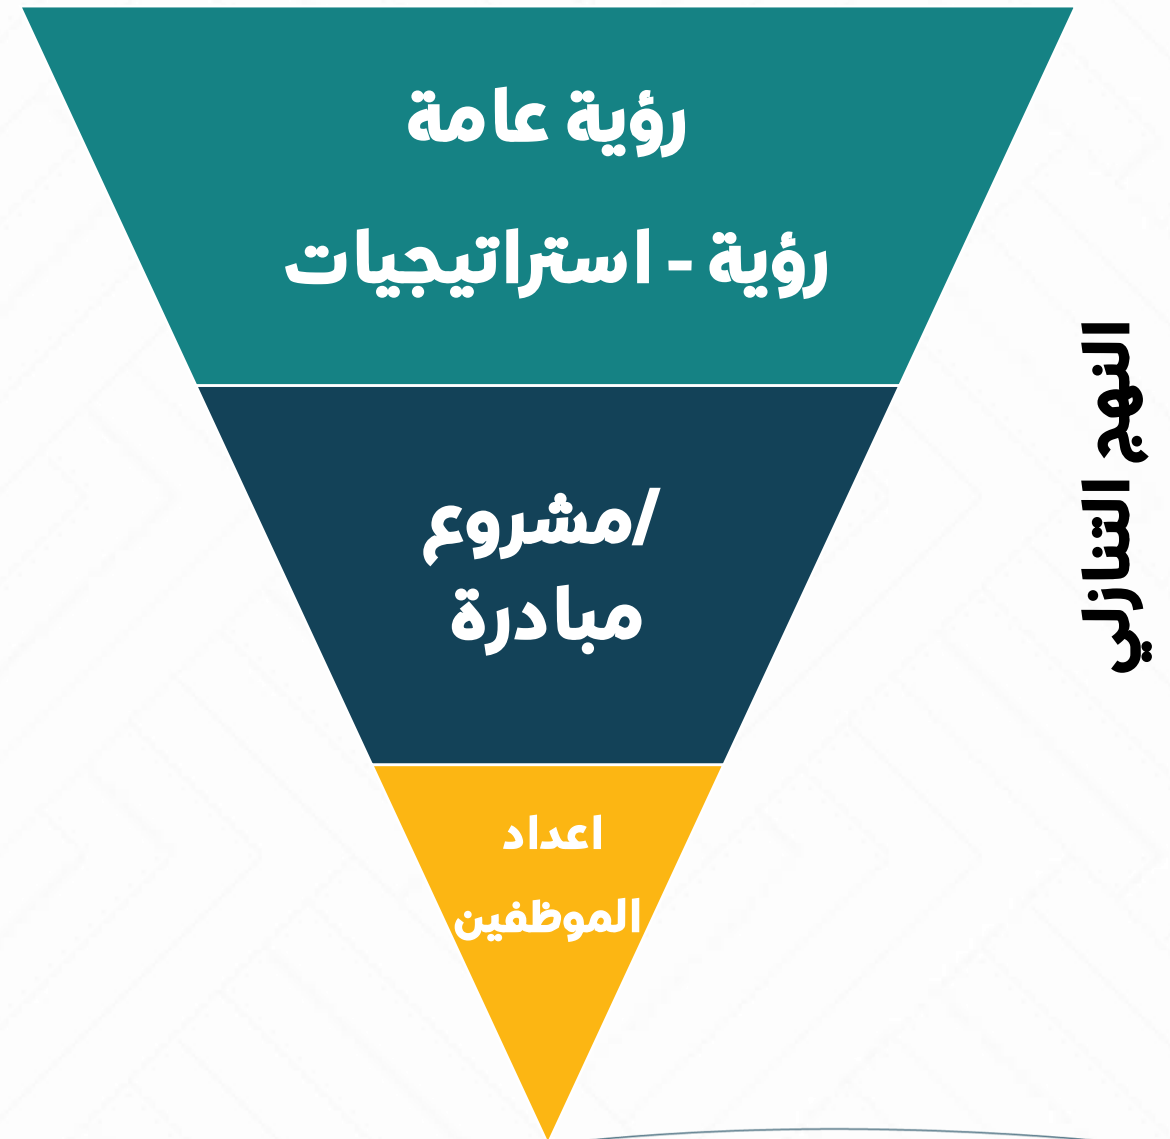 رؤية عامة
رؤية - استراتيجيات
/مشروع
مبادرة
اعداد
الموظفين
النهج التنازلي